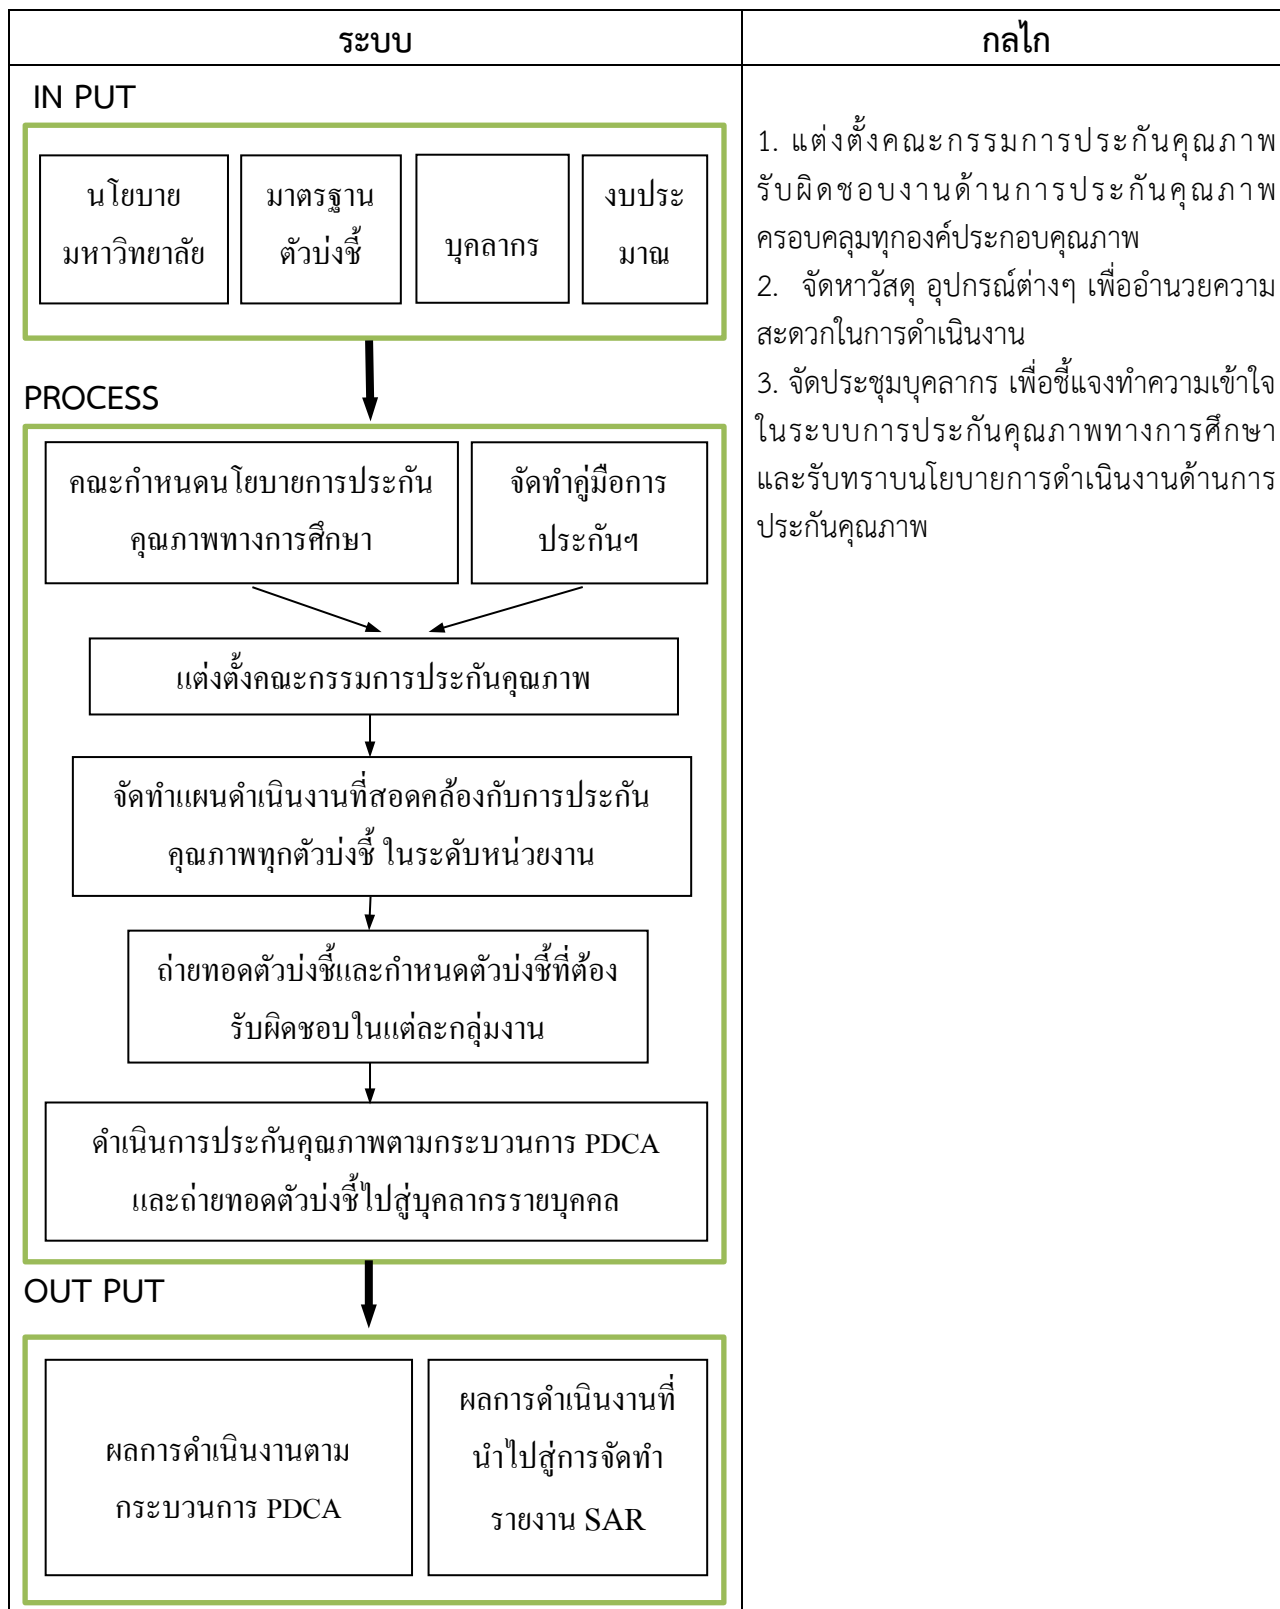 ระบบ
กลไก
IN PUT
นโยบาย
มหาวิทยาลัย
มาตรฐาน
ตัวบ่งชี้
บุคลากร
งบประ
มาณ
PROCESS
คณะกำหนดนโยบายการประกัน
คุณภาพทางการศึกษา
จัดทำคู่มือการ
ประกันฯ
แต่งตั้งคณะกรรมการประกันคุณภาพ
จัดทำแผนดำเนินงานที่สอดคล้องกับการประกัน
คุณภาพทุกตัวบ่งชี้ ในระดับหน่วยงาน
ถ่ายทอดตัวบ่งชี้และกำหนดตัวบ่งชี้ที่ต้อง
รับผิดชอบในแต่ละกลุ่มงาน
ดำเนินการประกันคุณภาพตามกระบวนการ PDCA
และถ่ายทอดตัวบ่งชี้ไปสู่บุคลากรรายบุคคล
OUT PUT
ผลการดำเนินงานตาม
กระบวนการ PDCA
ผลการดำเนินงานที่
นำไปสู่การจัดทำ
รายงาน SAR
1. แต่งตั้งคณะกรรมการประกันคุณภาพ
รับผิดชอบงานด้านการประกันคุณภาพ
ครอบคลุมทุกองค์ประกอบคุณภาพ
2. จัดหาวัสดุ อุปกรณ์ต่างๆ เพื่ออำนวยความ
สะดวกในการดำเนินงาน
3. จัดประชุมบุคลากร เพื่อชี้แจงทำความเข้าใจ
ในระบบการประกันคุณภาพทางการศึกษา
และรับทราบนโยบายการดำเนินงานด้านการ
ประกันคุณภาพ